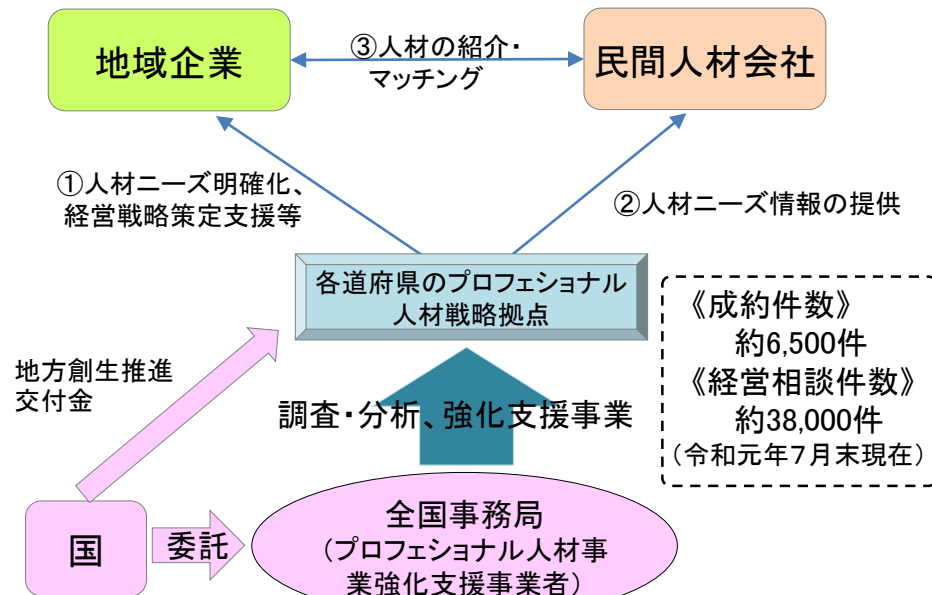 地域企業
③人材の紹介・
マッチング
民間人材会社
①人材ニーズ明確化、
経営戦略策定支援等
②人材ニーズ情報の提供
各道府県のプロフェショナル
人材戦略拠点
《成約件数》
約6,500件
《経営相談件数》
約38,000件
(令和元年7月末現在)
地方創生推進
交付金
調査・分析、強化支援事業
国
委託
全国事務局
(プロフェショナル人材事
業強化支援事業者)